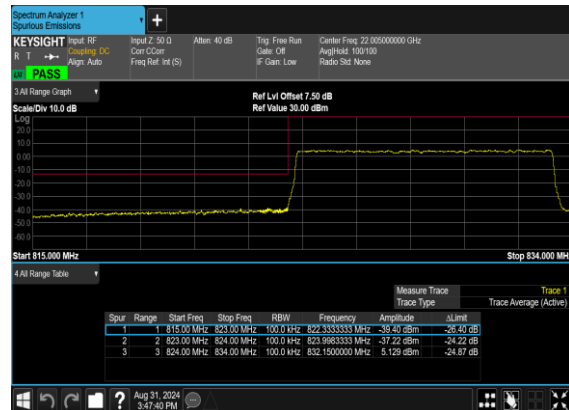 Spectrum Analyzer 1
Spurious Emissions
KEYSIGHT Input: RF Input Z: 50 Ω Atten: 40 dB Trig: Free Run Center Freq: 22.005000000 GHz
R T Coupling: DC Corr CCorr Gate: Off Avg|Hold: 100/100
Align: Auto Freq Ref: Int (S) IF Gain: Low Radio Std: None
PASS
3 All Range Graph
Ref Lvl Offset 7.50 dB
Scale/Div 10.0 dB Ref Value 30.00 dBm
Log
20.0
10.0
0.00
-10.0
-20.0
-30.0
-40.0
-50.0
-60.0
Start 815.000 MHz Stop 834.000 MH
4 All Range Table
Measure Trace Trace 1
Trace Type Trace Average (Active)
Spur Range Start Freq Stop Freq RBW Frequency Amplitude ΔLimit
1 1 815.00 MHz 823.00 MHz 100.0 kHz 822.3333333 MHz -39.40 dBm -26.40 dB
2 2 823.00 MHz 824.00 MHz 100.0 kHz 823.9983333 MHz -37.22 dBm -24.22 dB
3 3 824.00 MHz 834.00 MHz 100.0 kHz 832.1500000 MHz 5.129 dBm -24.87 dB
? Aug 31, 2024
3:47:40 PM